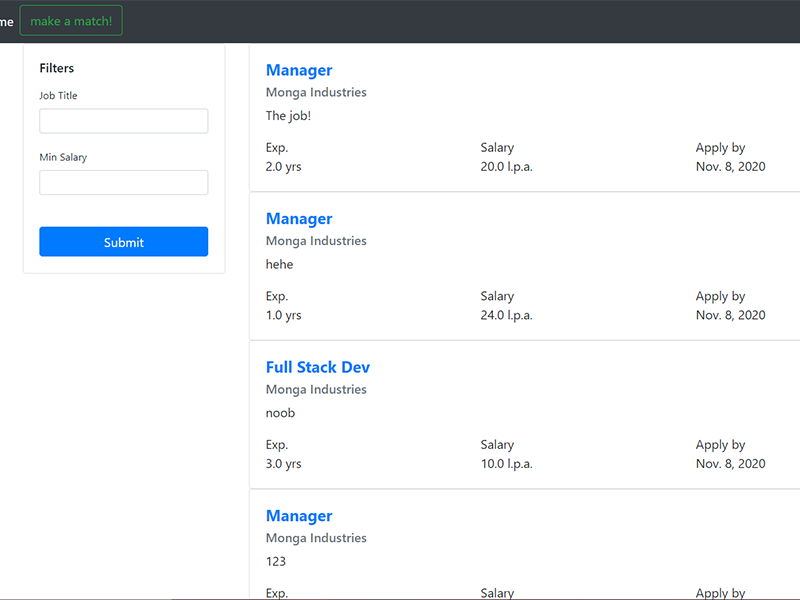 me make a match!
Filters
Job Title
Min Salary
Submit
Manager
Monga Industries
The job!
Exp. Salary Apply by
2.0 yrs 20.0 l.p.a. Nov. 8, 2020
Manager
Monga Industries
hehe
Exp. Salary Apply by
1.0 yrs 24.0 l.p.a. Nov. 8, 2020
Full Stack Dev
Monga Industries
noob
Exp. Salary Apply by
3.0 yrs 10.0 l.p.a. Nov. 8, 2020
Manager
Monga Industries
123
Exp. Salary Apply by